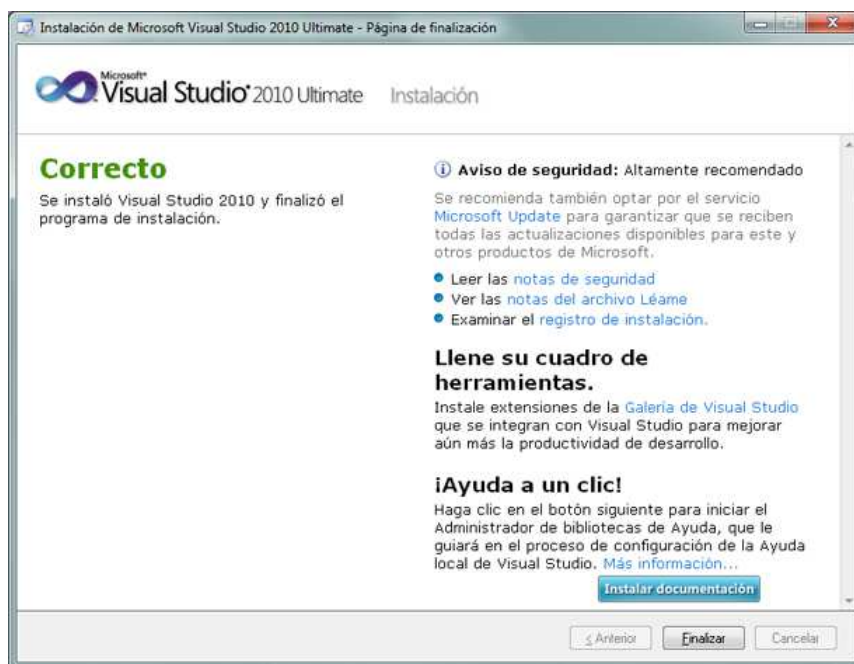 Instalación de Microsoft Visual Studio 2010 Ultimate - Página de finalización
Microsoft®
Visual Studio® 2010 Ultimate Instalación
Correcto
Se instaló Visual Studio 2010 y finalizó el
programa de instalación.
Aviso de seguridad: Altamente recomendado
Se recomienda también optar por el servicio
Microsoft Update para garantizar que se reciben
todas las actualizaciones disponibles para este y
otros productos de Microsoft.
Leer las notas de seguridad
Ver las notas del archivo Léame
Examinar el registro de instalación.
Llene su cuadro de
herramientas.
Instale extensiones de la Galería de Visual Studio
que se integran con Visual Studio para mejorar
aún más la productividad de desarrollo.
¡Ayuda a un clic!
Haga clic en el botón siguiente para iniciar el
Administrador de bibliotecas de Ayuda, que le
guiará en el proceso de configuración de la Ayuda
local de Visual Studio. Más información...
Instalar documentación
< Anterior Finalizar Cancelar